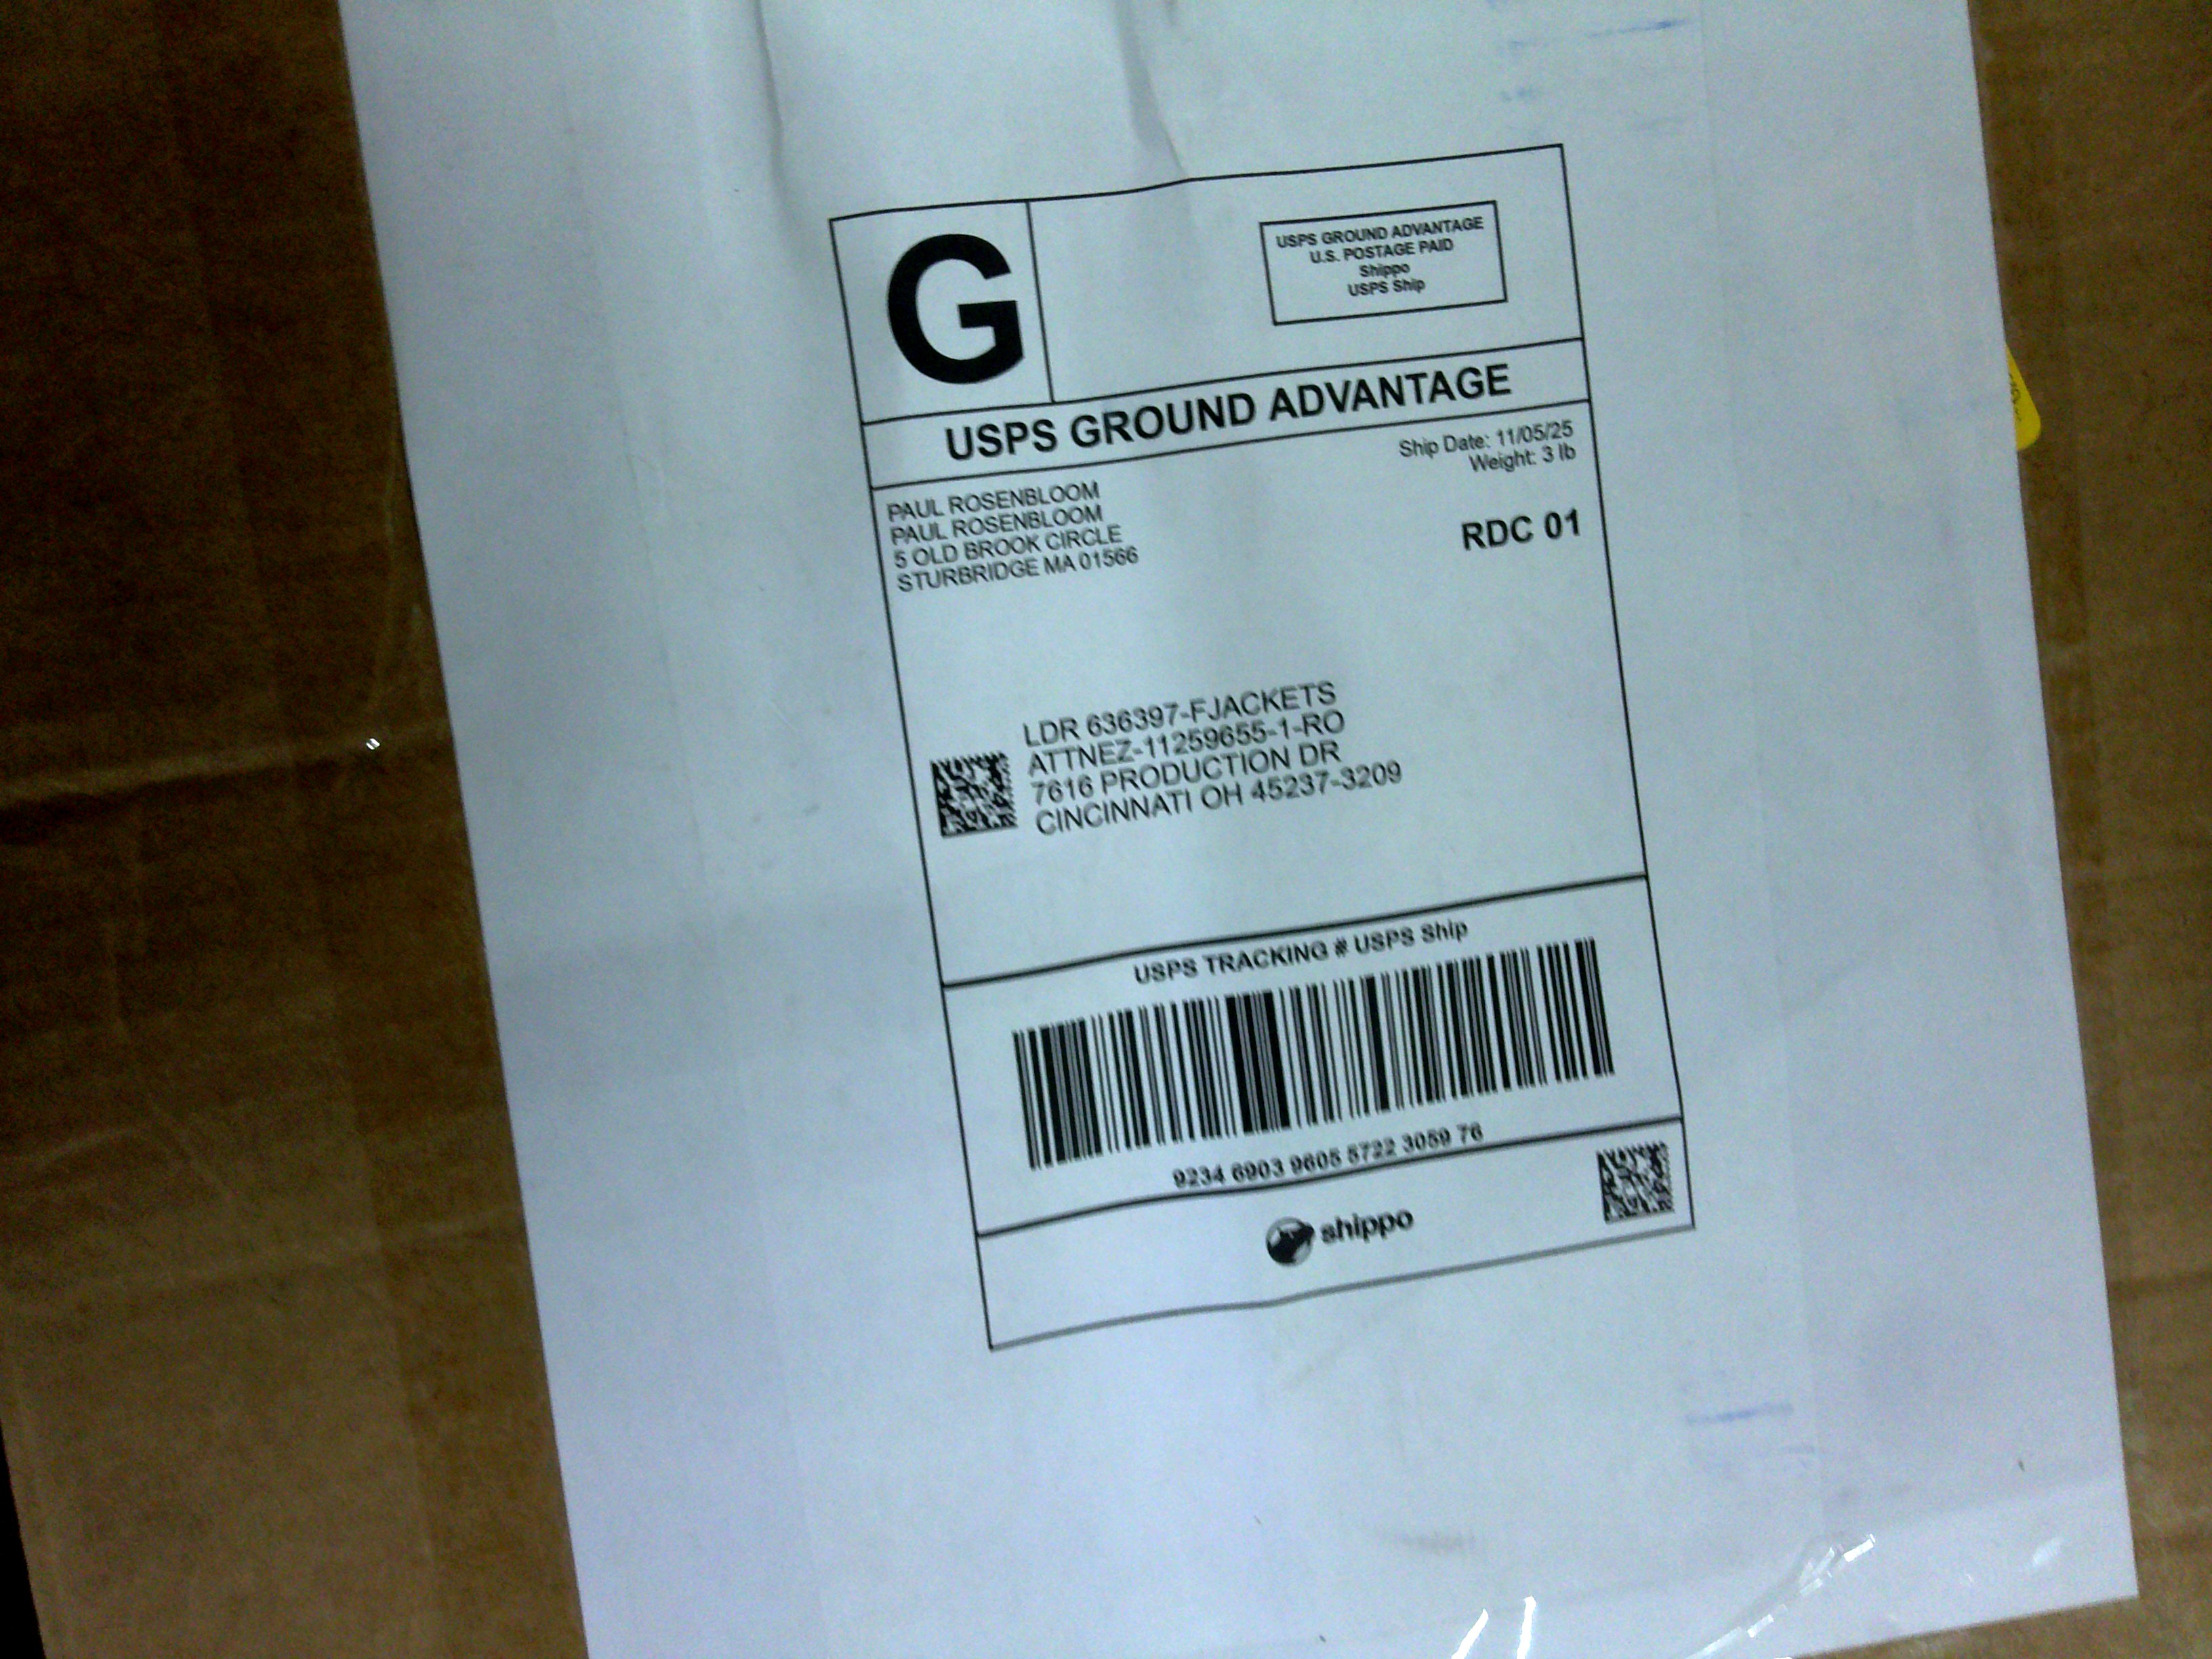 G
USPS GROUND ADVANTAGE
U.S. POSTAGE PAID
Shippo
USPS Ship
USPS GROUND ADVANTAGE
Ship Date: 11/05/25
Weight: 3 lb
PAUL ROSENBLOOM
PAUL ROSENBLOOM
5 OLD BROOK CIRCLE
STURBRIDGE MA 01566
RDC 01
LDR 636397-FJACKETS
ATTNEZ-11259655-1-RO
7616 PRODUCTION DR
CINCINNATI OH 45237-3209
USPS TRACKING # USPS Ship
9234 6903 9605 5722 3059 76
shippo